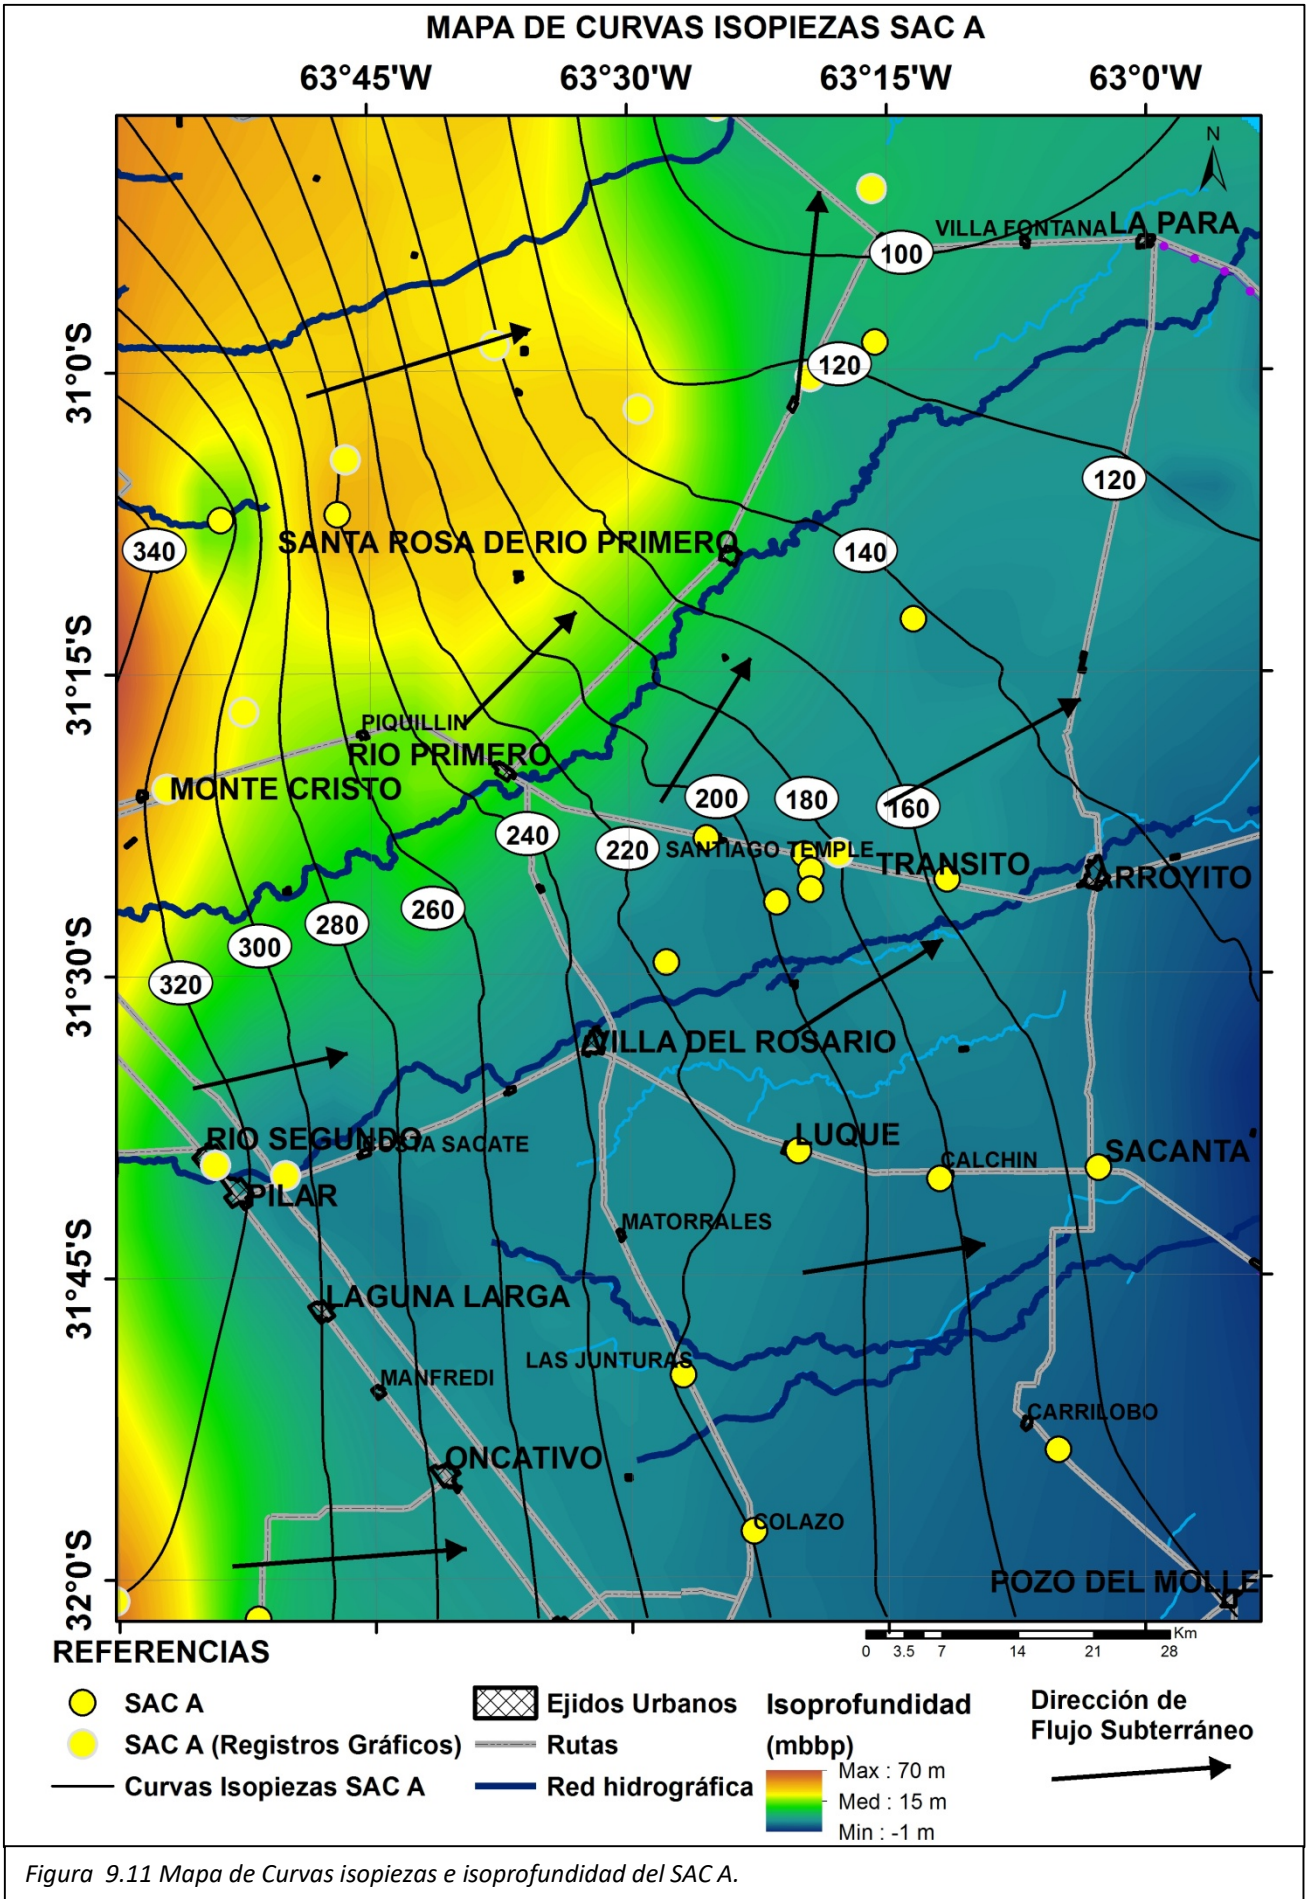 MAPA DE CURVAS ISOPIEZAS SAC A
63°45'W 63°30'W 63°15'W 63°0'W
N
VILLA FONTANA LA PARA
100
31°0'S
120
120
340
SANTA ROSA DE RIO PRIMERO
140
31°15'S
PIQUILLIN
RIO PRIMERO
MONTE CRISTO
200 180 160
240 220
SANTIAGO TEMPLE
TRANSITO
ARROYITO
260
280
300
31°30'S
320
VILLA DEL ROSARIO
RIO SEGUNDO
COSTA SACATE
LUQUE
CALCHIN
SACANTA
PILAR
MATORRALES
31°45'S
LAGUNA LARGA
LAS JUNTURAS
MANFREDI
CARRILOBO
ONCATIVO
COLAZO
32°0'S
POZO DEL MOLLE
Km
0 3.5 7 14 21 28
REFERENCIAS
SAC A
SAC A (Registros Gráficos)
Curvas Isopiezas SAC A
Ejidos Urbanos
Rutas
Red hidrográfica
Isoprofundidad
(mbbp)
Max : 70 m
Med : 15 m
Min : -1 m
Dirección de
Flujo Subterráneo
Figura 9.11 Mapa de Curvas isopiezas e isoprofundidad del SAC A.